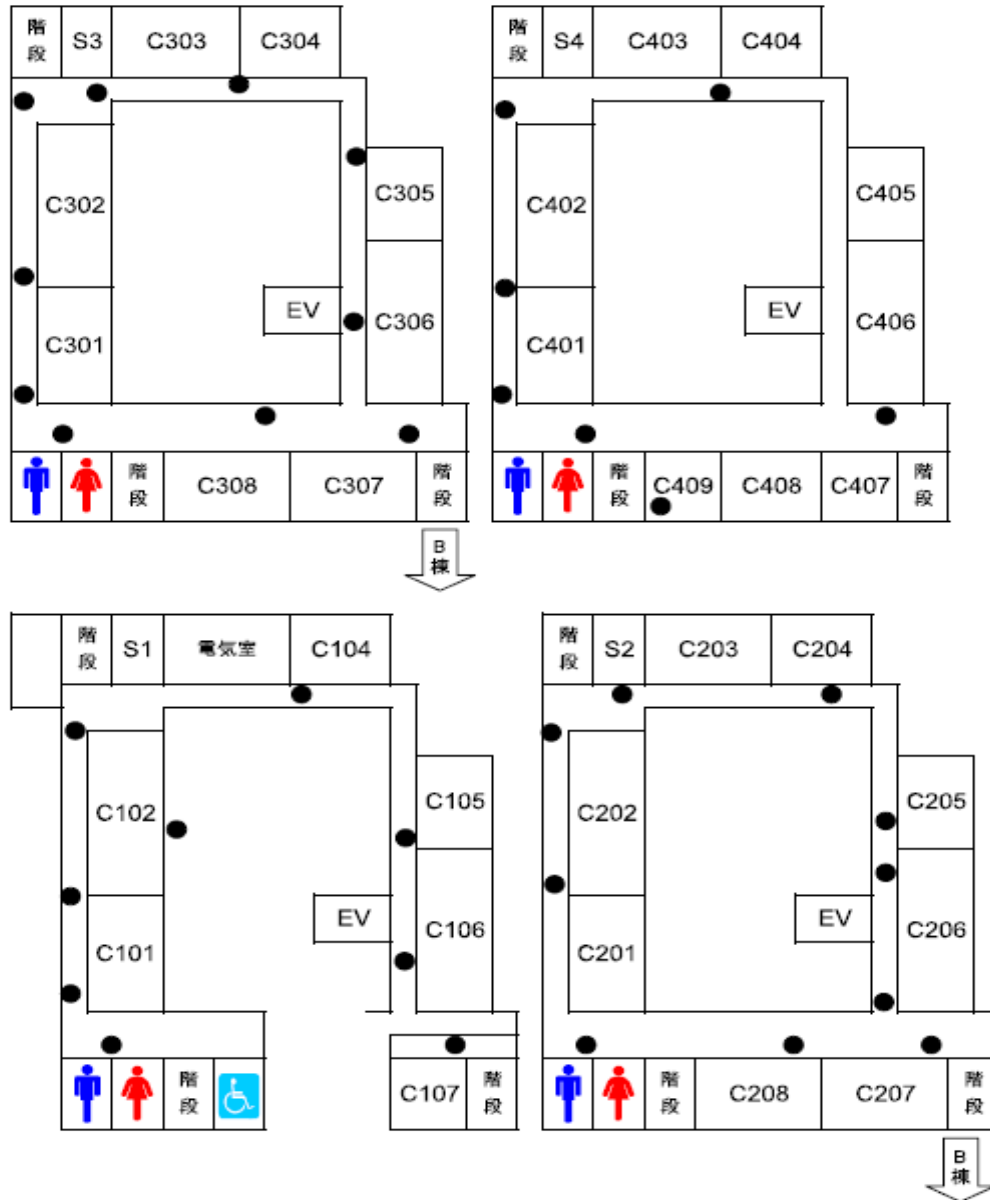 階段 S3 C303 C304
C302
C305
EV
C306
C301
階段 C308 C307 階段
B棟
階段 S4 C403 C404
C402
C405
EV
C406
C401
階段 C409 C408 C407 階段
階段 S1 電気室 C104
C102
C105
EV
C106
C101
階段 C107 階段
階段 S2 C203 C204
C202
C205
EV
C206
C201
階段 C208 C207 階段
B棟